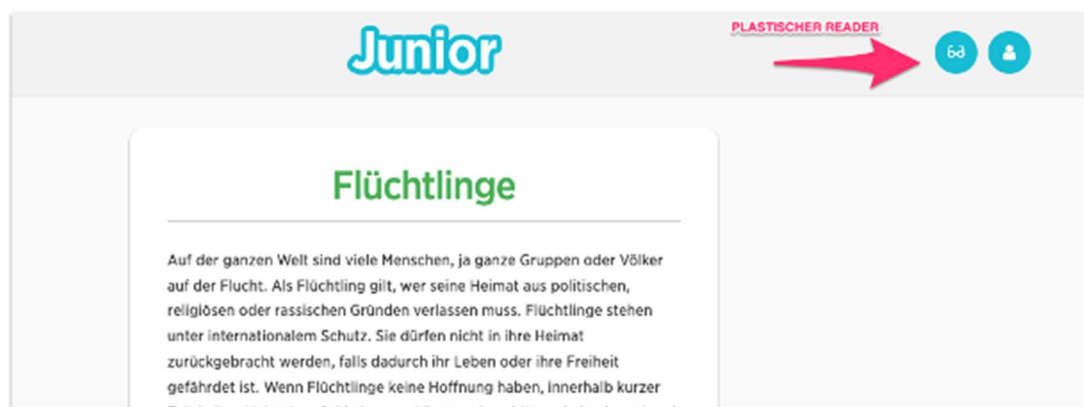 Junior
PLASTISCHER READER
Flüchtlinge
Auf der ganzen Welt sind viele Menschen, ja ganze Gruppen oder Völker
auf der Flucht. Als Flüchtling gilt, wer seine Heimat aus politischen,
religiösen oder rassischen Gründen verlassen muss. Flüchtlinge stehen
unter internationalem Schutz. Sie dürfen nicht in ihre Heimat
zurückgebracht werden, falls dadurch ihr Leben oder ihre Freiheit
gefährdet ist. Wenn Flüchtlinge keine Hoffnung haben, innerhalb kurzer